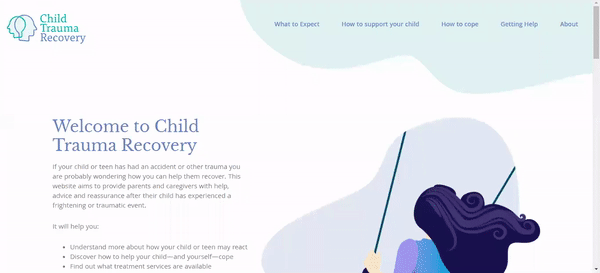 Child
Trauma
Recovery
What to Expect
How to support your child
How to cope
Getting Help
About
Welcome to Child
Trauma Recovery
If your child or teen has had an accident or other trauma you
are probably wondering how you can help them recover. This
website aims to provide parents and caregivers with help,
advice and reassurance after their child has experienced a
frightening or traumatic event.
It will help you:
• Understand more about how your child or teen may react
• Discover how to help your child—and yourself—cope
• Find out what treatment services are available